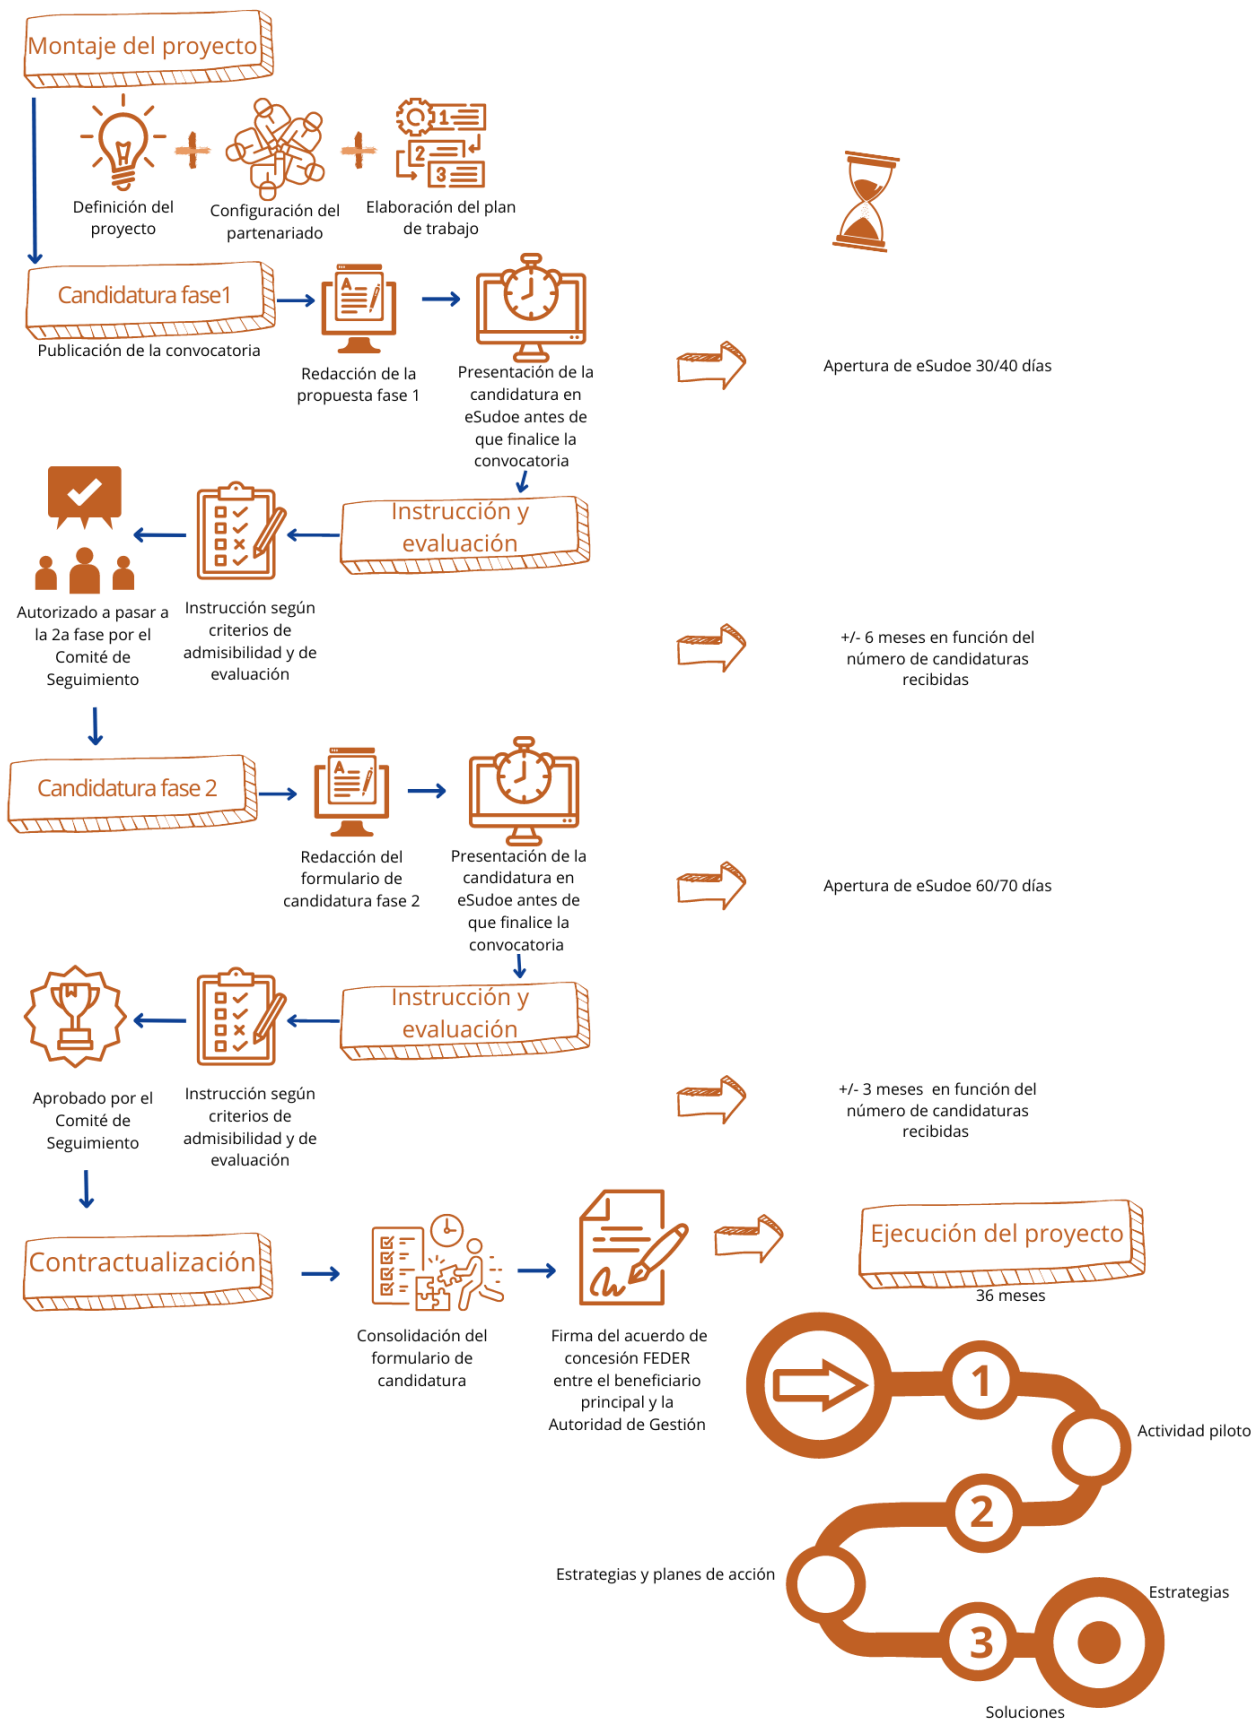 Montaje del proyecto
1
2
3
Definición del
proyecto
Configuración del
partenariado
Elaboración del plan
de trabajo
Candidatura fase1
Publicación de la convocatoria
A
Redacción de la
propuesta fase 1
Presentación de la
candidatura en
eSudoe antes de
que finalice la
convocatoria
Apertura de eSudoe 30/40 días
Instrucción y
evaluación
Instrucción según
criterios de
admisibilidad y de
evaluación
Autorizado a pasar a
la 2a fase por el
Comité de
Seguimiento
+/- 6 meses en función del
número de candidaturas
recibidas
Candidatura fase 2
A
Redacción del
formulario de
candidatura fase 2
Presentación de la
candidatura en
eSudoe antes de
que finalice la
convocatoria
Apertura de eSudoe 60/70 días
Instrucción y
evaluación
Instrucción según
criterios de
admisibilidad y de
evaluación
Aprobado por el
Comité de
Seguimiento
+/- 3 meses  en función del
número de candidaturas
recibidas
Contractualización
Consolidación del
formulario de
candidatura
Firma del acuerdo de
concesión FEDER
entre el beneficiario
principal y la
Autoridad de Gestión
Ejecución del proyecto
36 meses
1
Actividad piloto
2
Estrategias y planes de acción
Estrategias
3
Soluciones